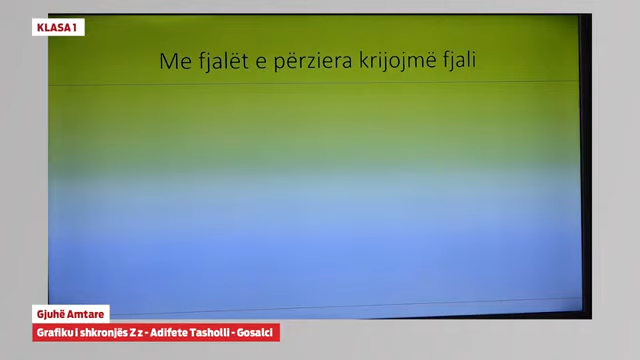 KLASA 1
Me fjalët e përziera krijojmë fjali
Gjuhë Amtare
Grafiku i shkronjës Z z - Adifete Tasholli - Gosalci